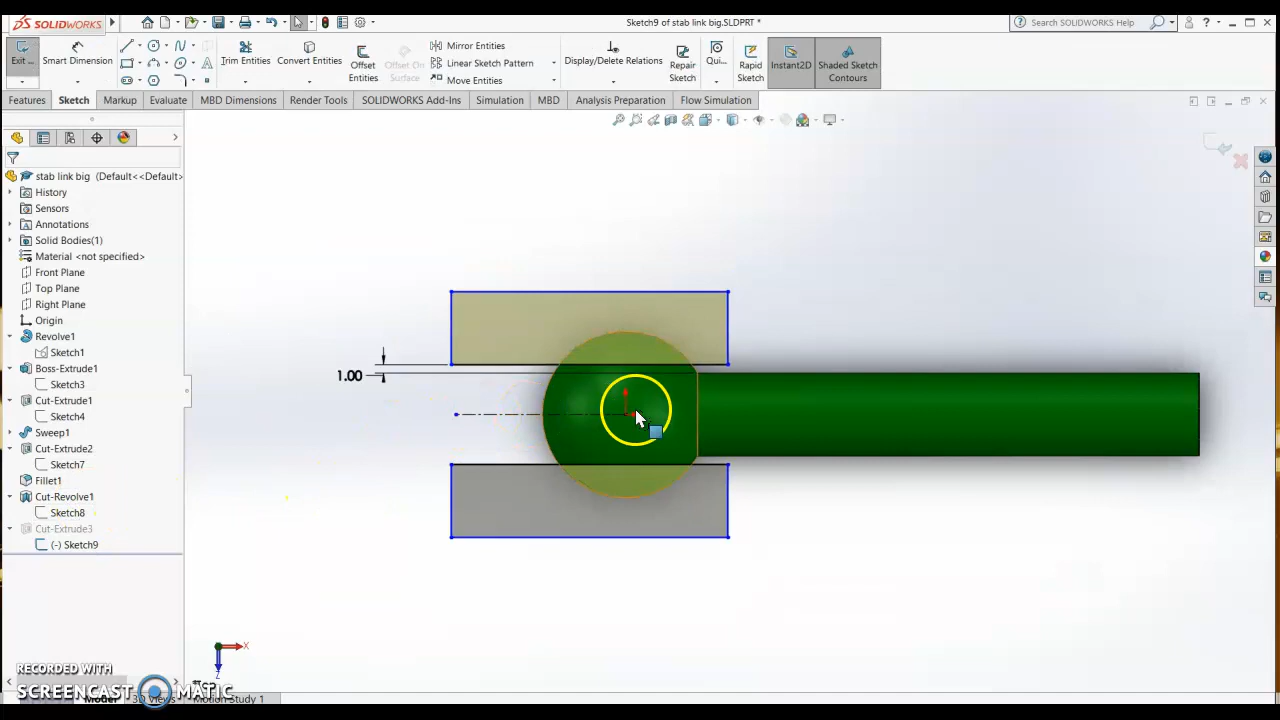 SOLIDWORKS
Sketch9 of stab link big.SLDPRT *
Search SOLIDWORKS Help
Exit ...
Smart Dimension
Trim Entities
Convert Entities
Offset Entities
Offset On Surface
Mirror Entities
Linear Sketch Pattern
Move Entities
Display/Delete Relations
Repair Sketch
Qui...
Rapid Sketch
Instant2D
Shaded Sketch Contours
Features
Sketch
Markup
Evaluate
MBD Dimensions
Render Tools
SOLIDWORKS Add-Ins
Simulation
MBD
Analysis Preparation
Flow Simulation
stab link big (Default<<Default>
History
Sensors
Annotations
Solid Bodies(1)
Material <not specified>
Front Plane
Top Plane
Right Plane
Origin
Revolve1
Sketch1
Boss-Extrude1
Sketch3
Cut-Extrude1
Sketch4
Sweep1
Cut-Extrude2
Sketch7
Fillet1
Cut-Revolve1
Sketch8
Cut-Extrude3
(-) Sketch9
1.00
X
Z
RECORDED WITH
SCREENCAST MATIC
Model
3D Views
Motion Study 1